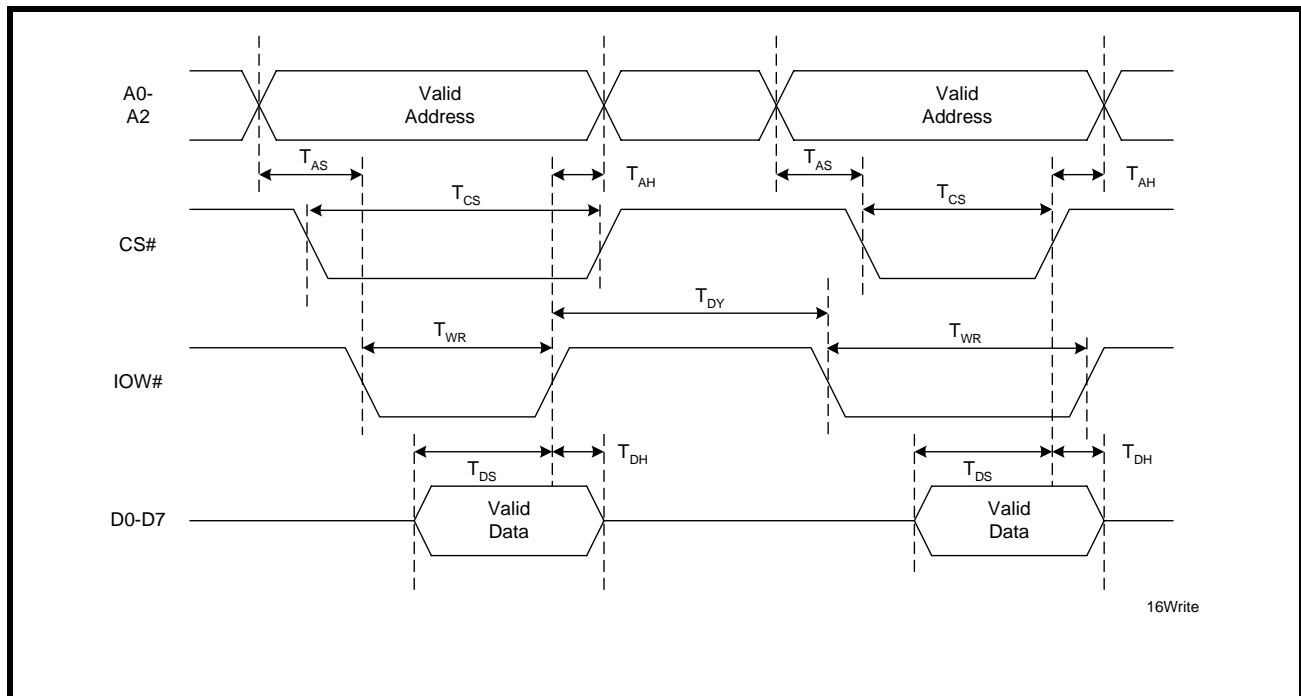 A0-
A2
Valid
Address
Valid
Address
TAS
TAH
TAS
TAH
TCS
TCS
CS#
TDY
TWR
TWR
IOW#
TDS
TDH
TDS
TDH
D0-D7
Valid
Data
Valid
Data
16Write